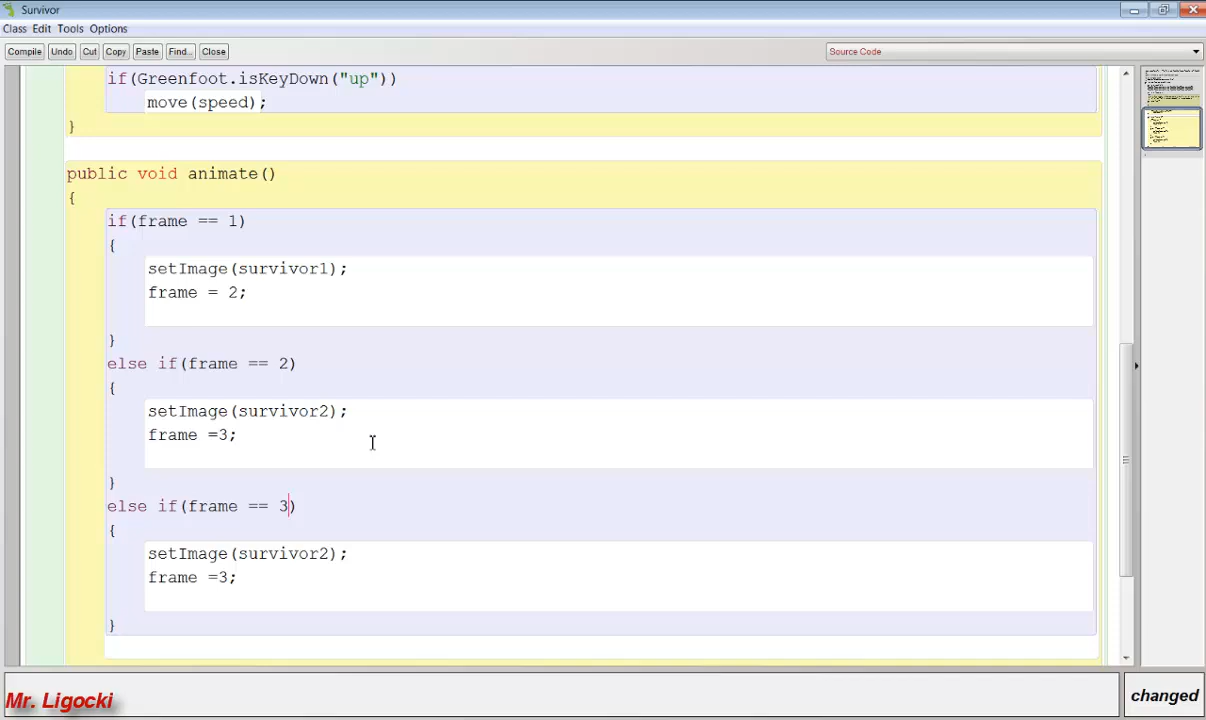 Survivor
Class Edit Tools Options
Compile Undo Cut Copy Paste Find... Close Source Code
if(Greenfoot.isKeyDown("up"))
move(speed);
}
public void animate()
{
if(frame == 1)
{
setImage(survivor1);
frame = 2;
}
else if(frame == 2)
{
setImage(survivor2);
frame =3;
}
else if(frame == 3)
{
setImage(survivor2);
frame =3;
}
Mr. Ligocki
changed